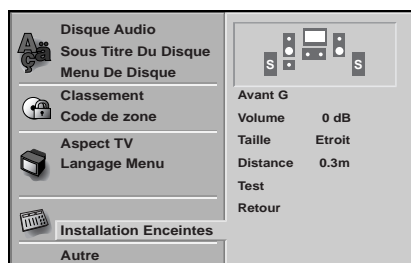 Aä
ç
Disque Audio
Sous Titre Du Disque
Menu De Disque
Classement
Code de zone
Aspect TV
Langage Menu
Installation Enceintes
Autre
S
S
Avant G
Volume 0 dB
Taille Etroit
Distance 0.3m
Test
Retour